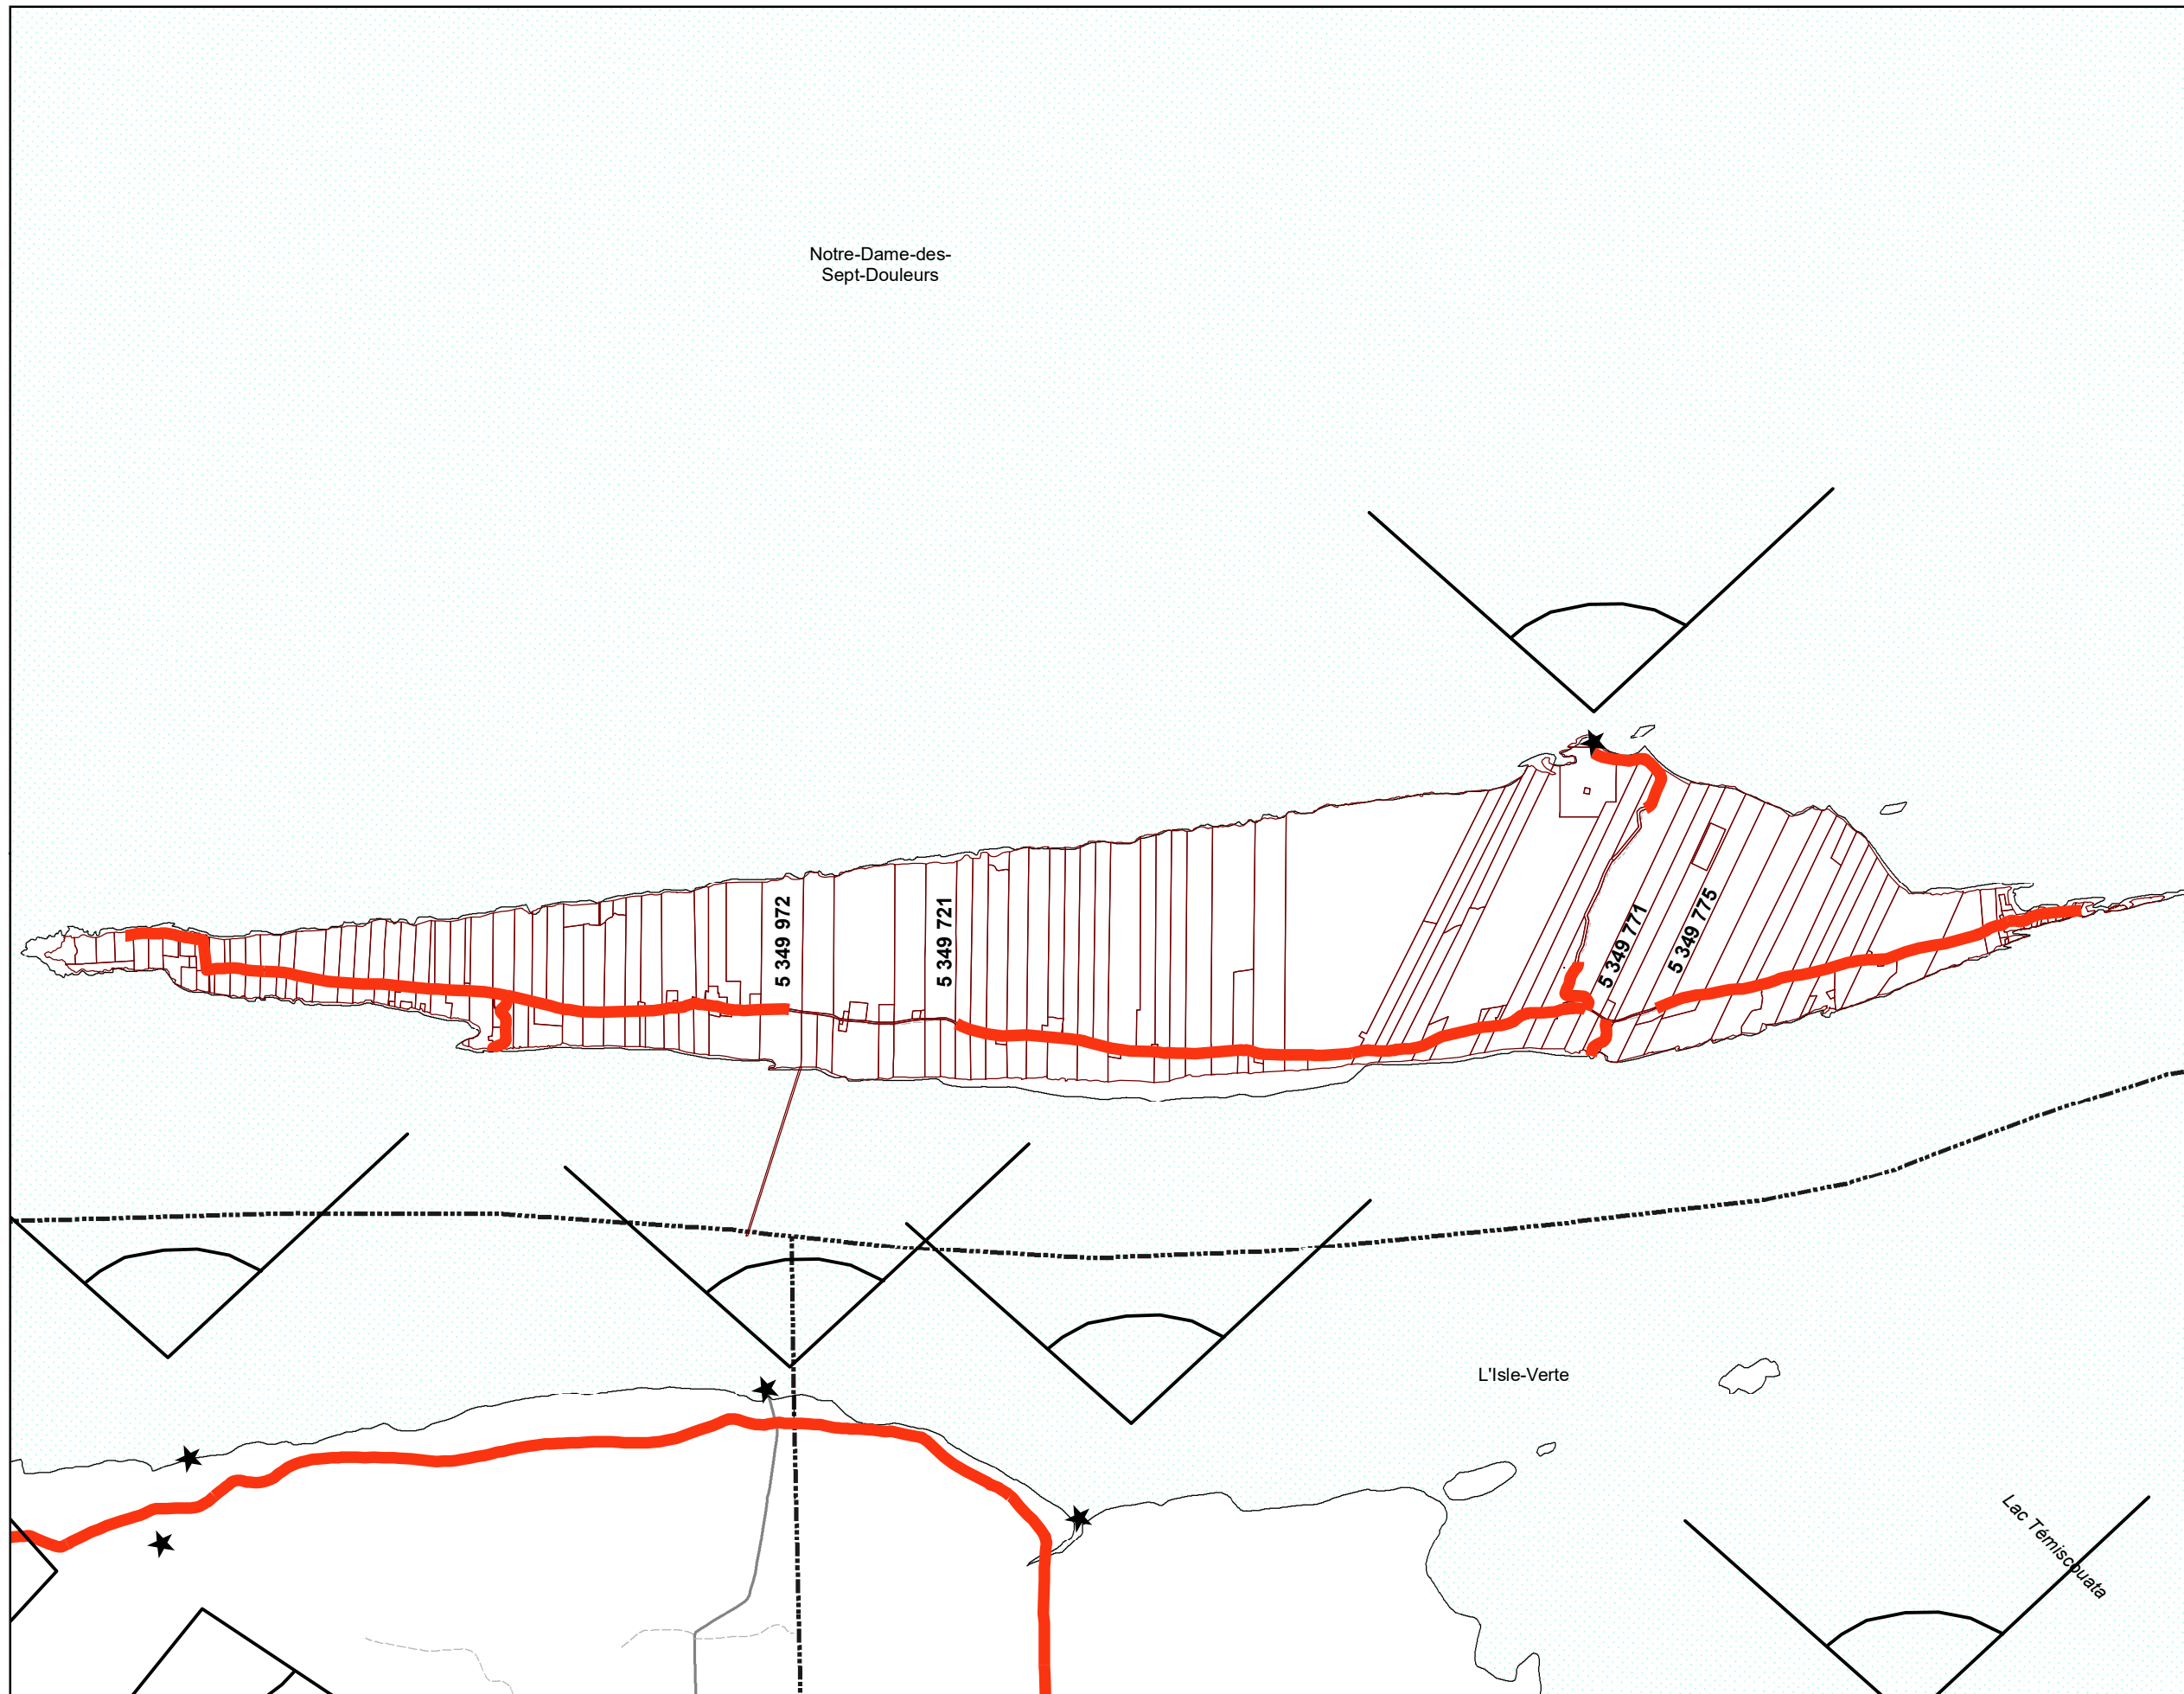 Notre-Dame-des-
Sept-Douleurs
5 349 972
5 349 721
5 349 771
5 349 775
L'Isle-Verte
Lac Témiscouata